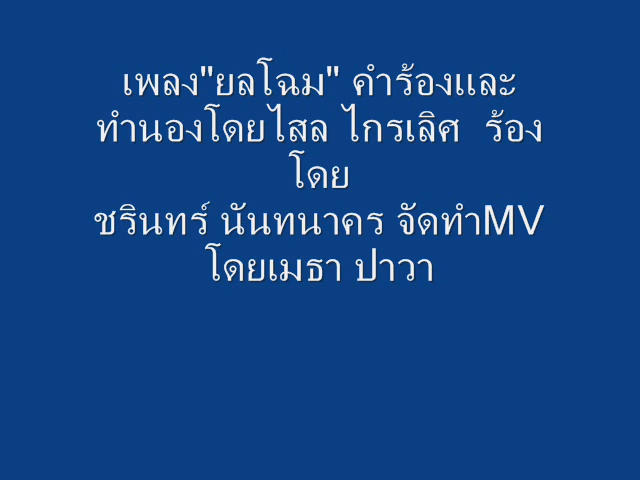 เพลง"ยลโฉม" คำร้องและ
ทำนองโดยไสล ไกรเลิศ ร้อง
โดย
ชรินทร์ นันทนาคร จัดทำMV
โดยเมธา ปาวา